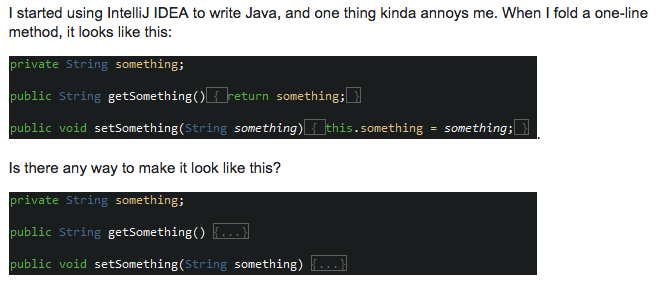 I started using IntelliJ IDEA to write Java, and one thing kinda annoys me. When I fold a one-line
method, it looks like this:
private String something;
public String getSomething() { return something; }
public void setSomething(String something) { this.something = something; } .
Is there any way to make it look like this?
private String something;
public String getSomething() {...}
public void setSomething(String something) {...}